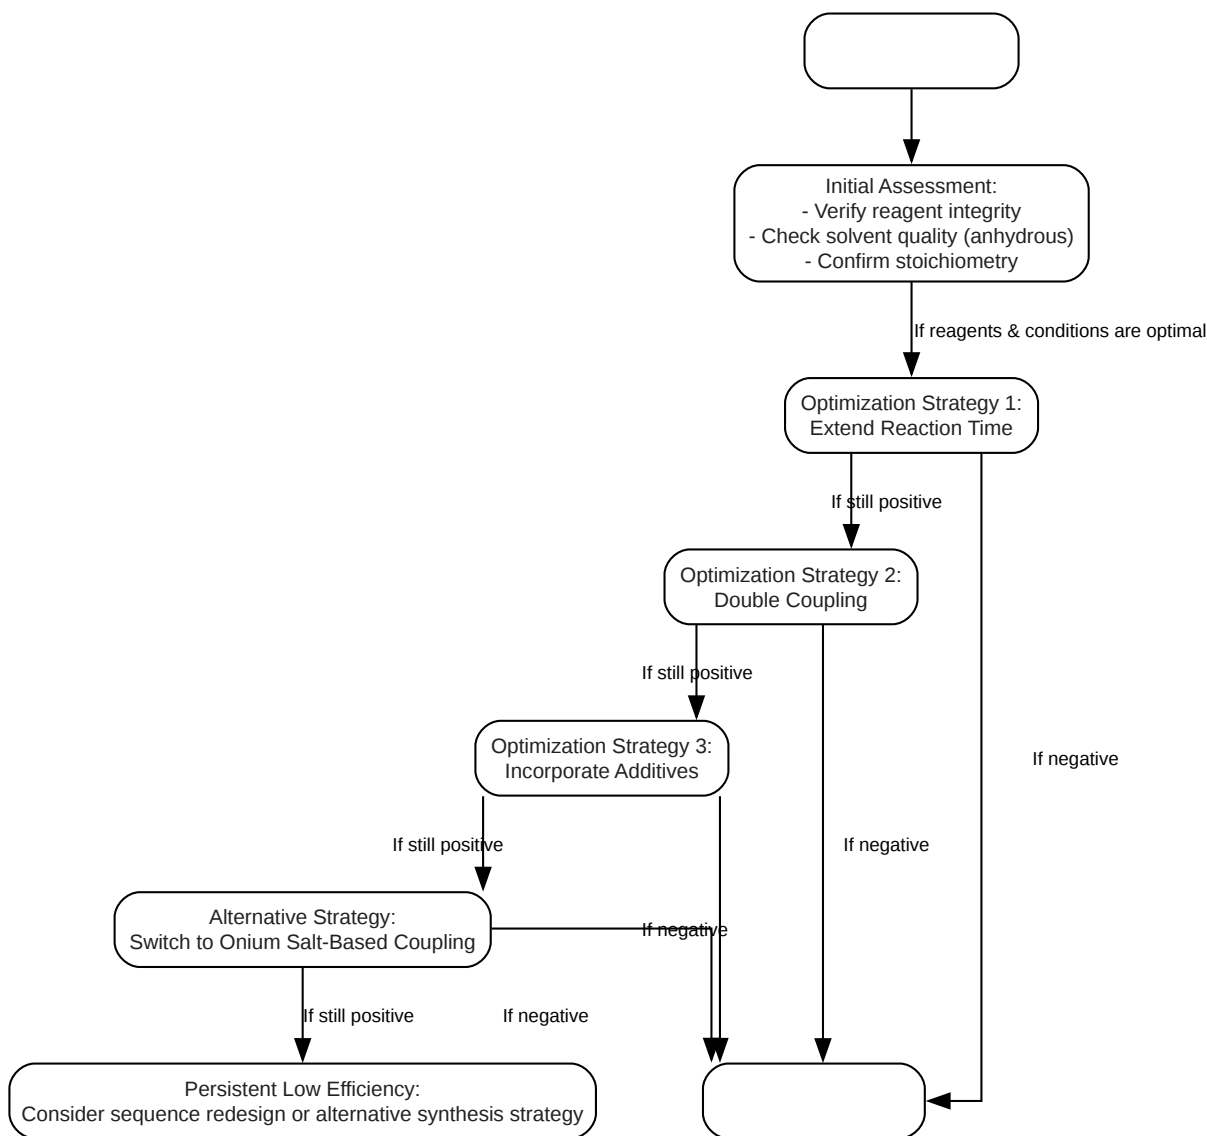 Initial Assessment:
- Verify reagent integrity
- Check solvent quality (anhydrous)
- Confirm stoichiometry
If reagents & conditions are optimal
Optimization Strategy 1:
Extend Reaction Time
If still positive
Optimization Strategy 2:
Double Coupling
If still positive
Optimization Strategy 3:
Incorporate Additives
If negative
If still positive
If negative
Alternative Strategy:
Switch to Onium Salt-Based Coupling
If negative
If still positive
If negative
Persistent Low Efficiency:
Consider sequence redesign or alternative synthesis strategy